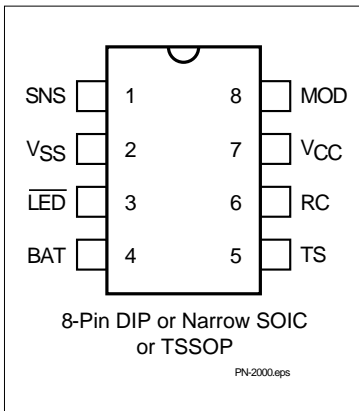 SNS 1 8 MOD
VSS 2 7 VCC
LED 3 6 RC
BAT 4 5 TS
8-Pin DIP or Narrow SOIC
or TSSOP
PN-2000.eps